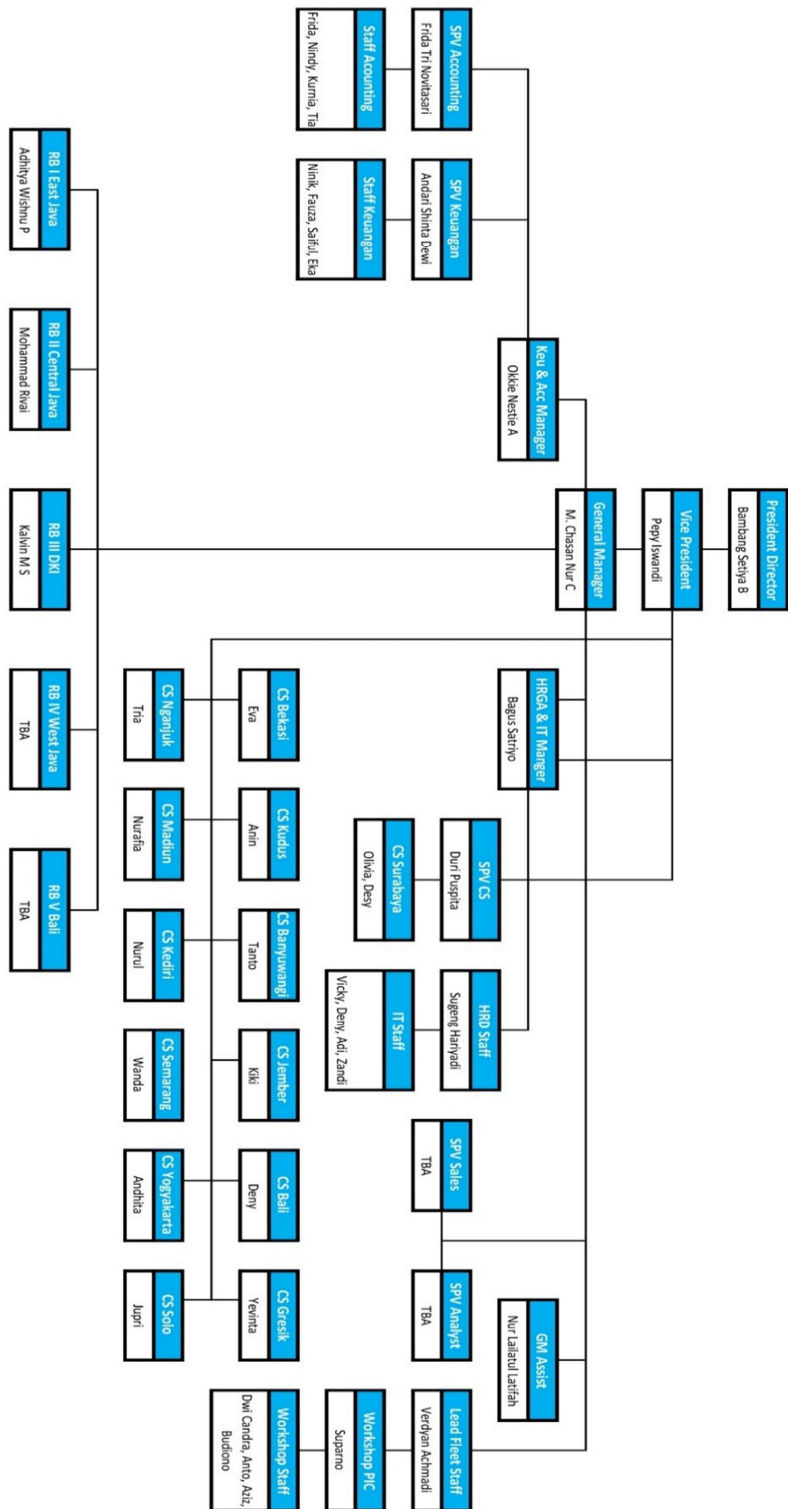 President Director
Bambang Setiya B
Vice President
Pepy Iswandi
General Manager
M. Chasan Nur C
Keu & Acc Manager
Okkie Nestie A
HRGA & IT Manger
Bagus Satriyo
GM Assist
Nur Lailatul Latifah
SPV Accounting
Frida Tri Novitasari
SPV Keuangan
Andari Shinta Dewi
SPV CS
Duri Puspita
HRD Staff
Sugeng Hariyadi
SPV Sales
TBA
SPV Analyst
TBA
Lead Fleet Staff
Verdyan Achmadi
Staff Acounting
Frida, Nindy, Kurnia, Tia
Staff Keuangan
Ninik, Fauza, Saiful, Eka
CS Surabaya
Olivia, Desy
IT Staff
Vicky, Deny, Adi, Zandi
Workshop PIC
Suparno
Workshop Staff
Dwi Candra, Anto, Aziz,
Budiono
CS Bekasi
Eva
CS Kudus
Anin
CS Banyuwangi
Tanto
CS Jember
Kiki
CS Bali
Deny
CS Gresik
Yevinta
CS Nganjuk
Tria
CS Madiun
Nurafia
CS Kediri
Nurul
CS Semarang
Wanda
CS Yogyakarta
Andhita
CS Solo
Jupri
RB I East Java
Adhitya Wishnu P
RB II Central Java
Mohammad Rivai
RB III DKI
Kalvin M S
RB IV West Java
TBA
RB V Bali
TBA